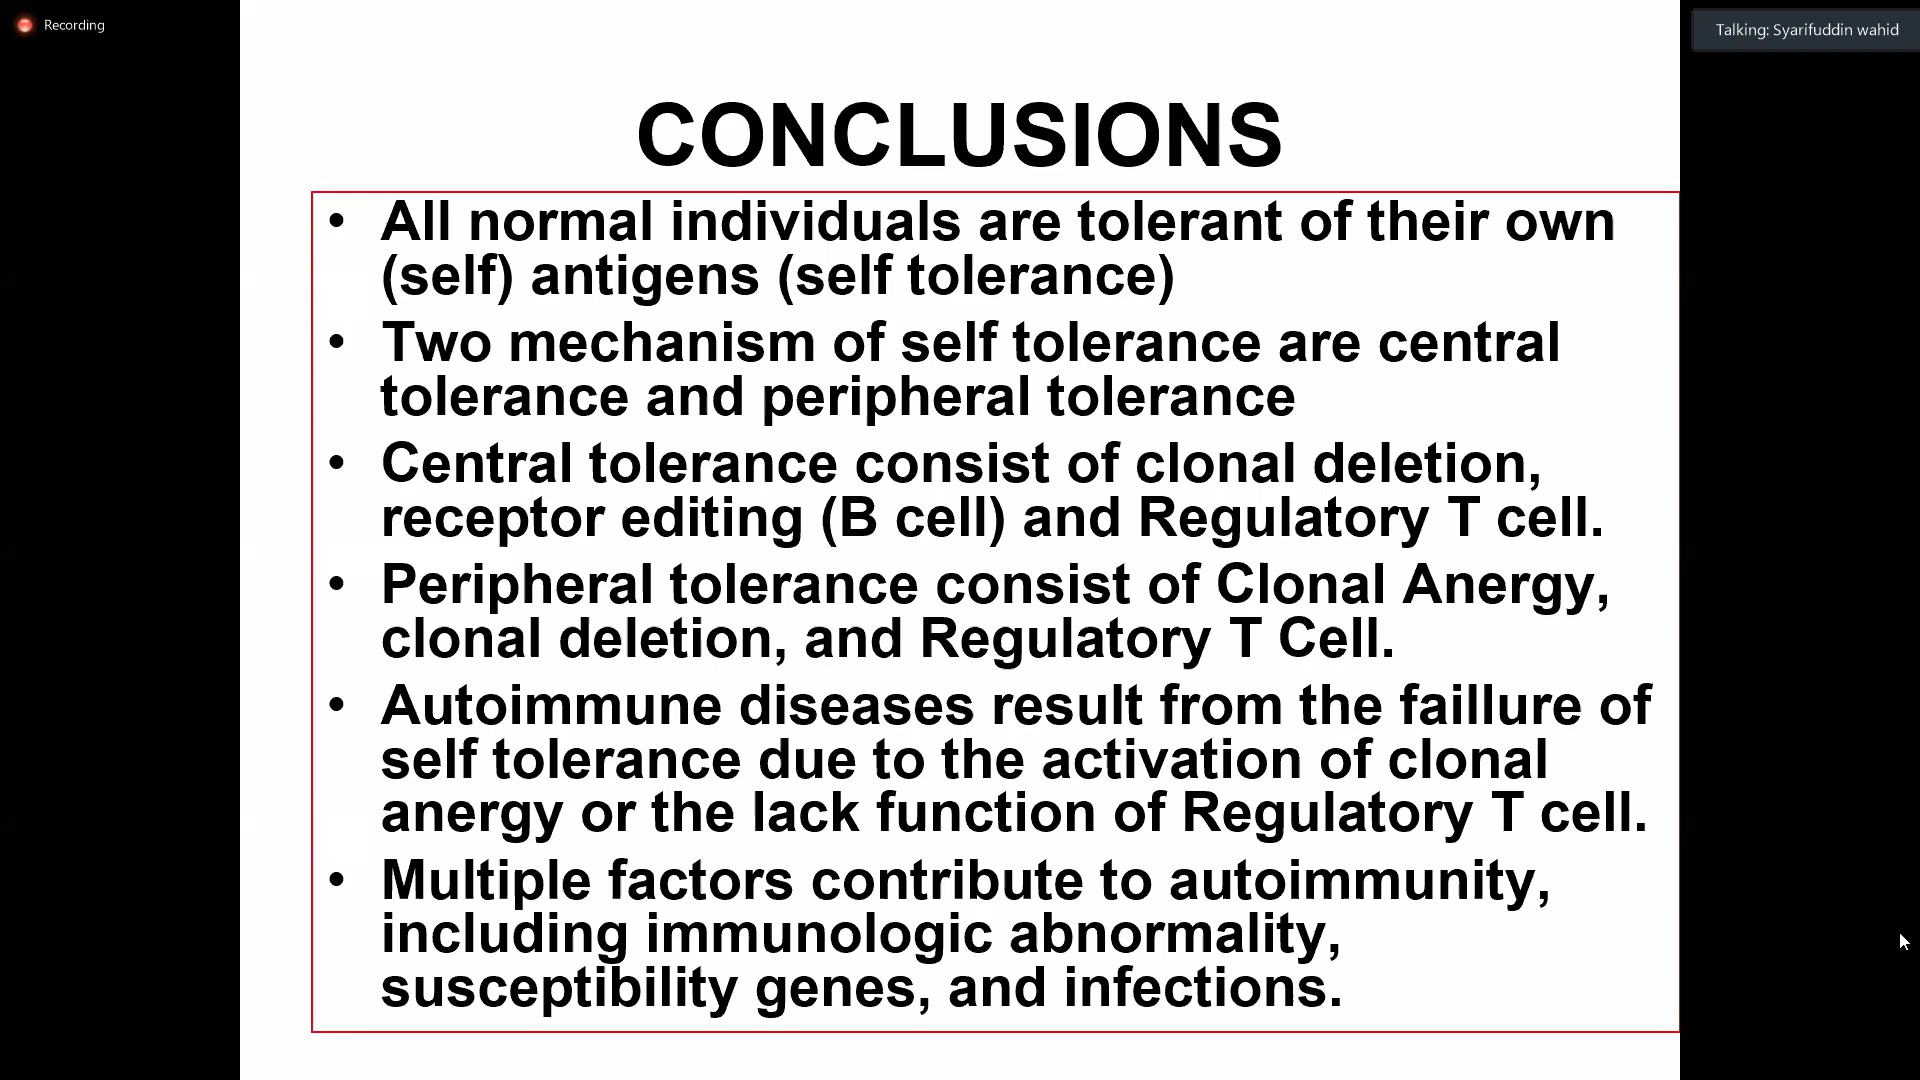 Recording
Talking: Syarifuddin wahid
CONCLUSIONS
• All normal individuals are tolerant of their own
(self) antigens (self tolerance)
• Two mechanism of self tolerance are central
tolerance and peripheral tolerance
• Central tolerance consist of clonal deletion,
receptor editing (B cell) and Regulatory T cell.
• Peripheral tolerance consist of Clonal Anergy,
clonal deletion, and Regulatory T Cell.
• Autoimmune diseases result from the faillure of
self tolerance due to the activation of clonal
anergy or the lack function of Regulatory T cell.
• Multiple factors contribute to autoimmunity,
including immunologic abnormality,
susceptibility genes, and infections.